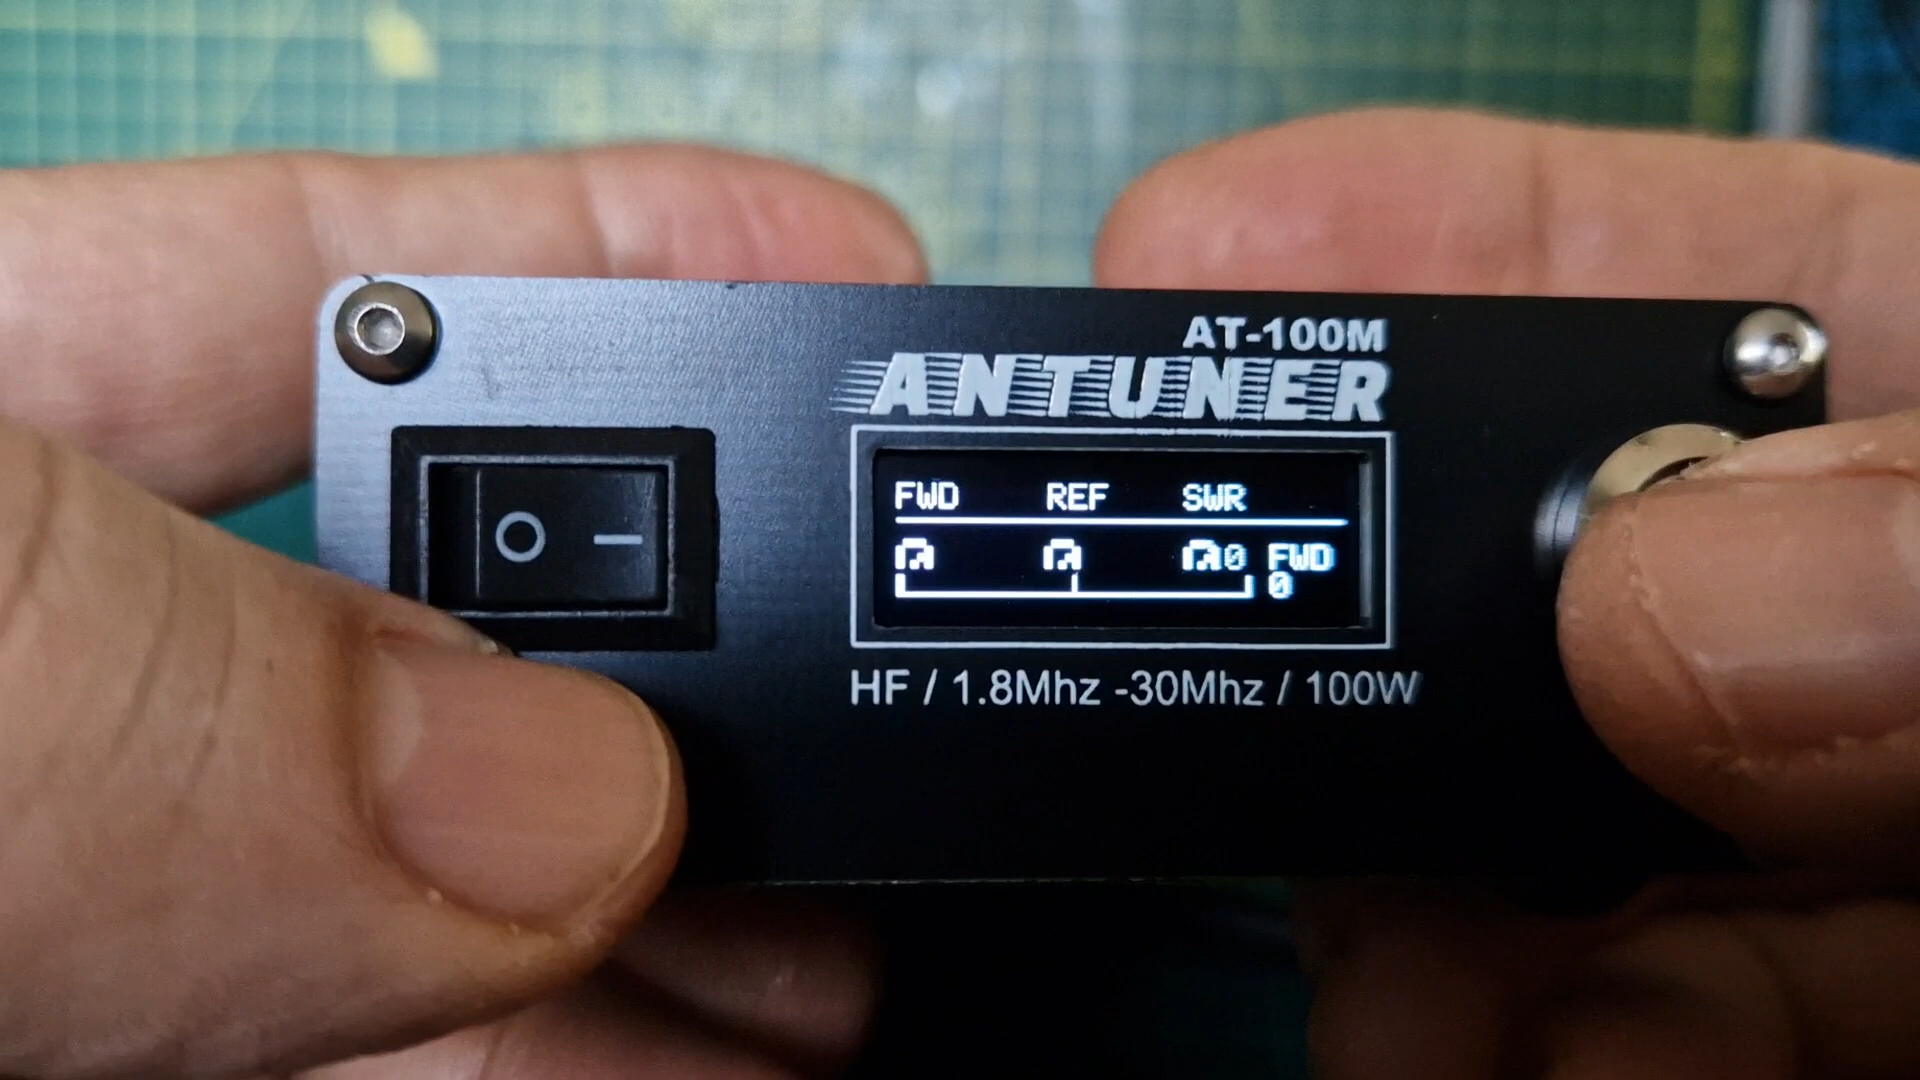 AT-100M
ANTUNER
FWD REF SWR
0 FWD
0
HF / 1.8Mhz -30Mhz / 100W